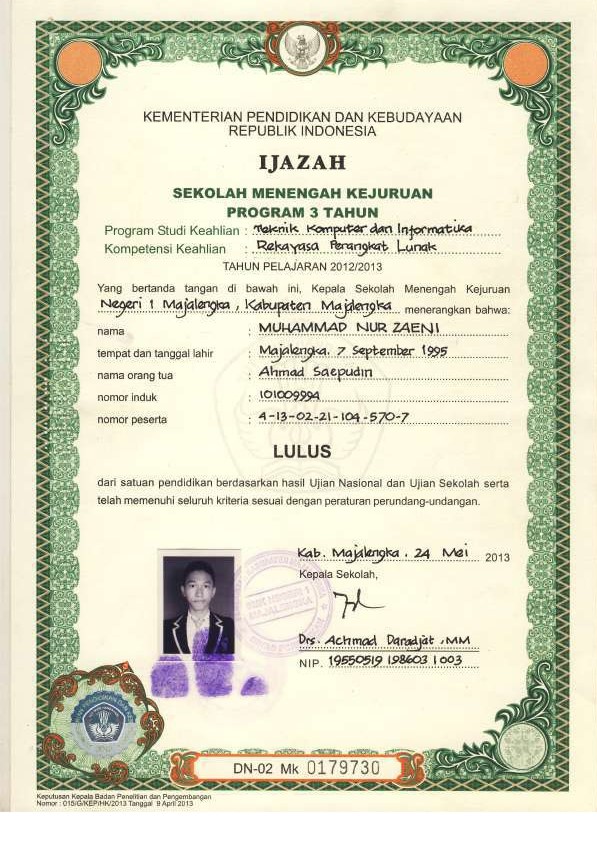 KEMENTERIAN PENDIDIKAN DAN KEBUDAYAAN
REPUBLIK INDONESIA
IJAZAH
SEKOLAH MENENGAH KEJURUAN
PROGRAM 3 TAHUN
Program Studi Keahlian : Teknik Komputer dan Informatika
Kompetensi Keahlian : Rekayasa Perangkat Lunak
TAHUN PELAJARAN 2012/2013
Yang bertanda tangan di bawah ini, Kepala Sekolah Menengah Kejuruan
Negeri 1 Majalengka, Kabupaten Majalengka menerangkan bahwa:
nama : MUHAMMAD NUR ZAENI
tempat dan tanggal lahir : Majalengka, 7 September 1995
nama orang tua : Ahmad Saepudin
nomor induk : 101009994
nomor peserta : 4-13-02-21-104-570-7
LULUS
dari satuan pendidikan berdasarkan hasil Ujian Nasional dan Ujian Sekolah serta
telah memenuhi seluruh kriteria sesuai dengan peraturan perundang-undangan.
Kab. Majalengka, 24 Mei 2013
Kepala Sekolah,
SMK NEGERI 1
MAJALENGKA
Drs. Achmad Daradjat, MM
NIP. 19550519 198603 1 003
DN-02 Mk 0179730
Keputusan Kepala Badan Penelitian dan Pengembangan
Nomor : 015/G/KEP/HK/2013 Tanggal 9 April 2013